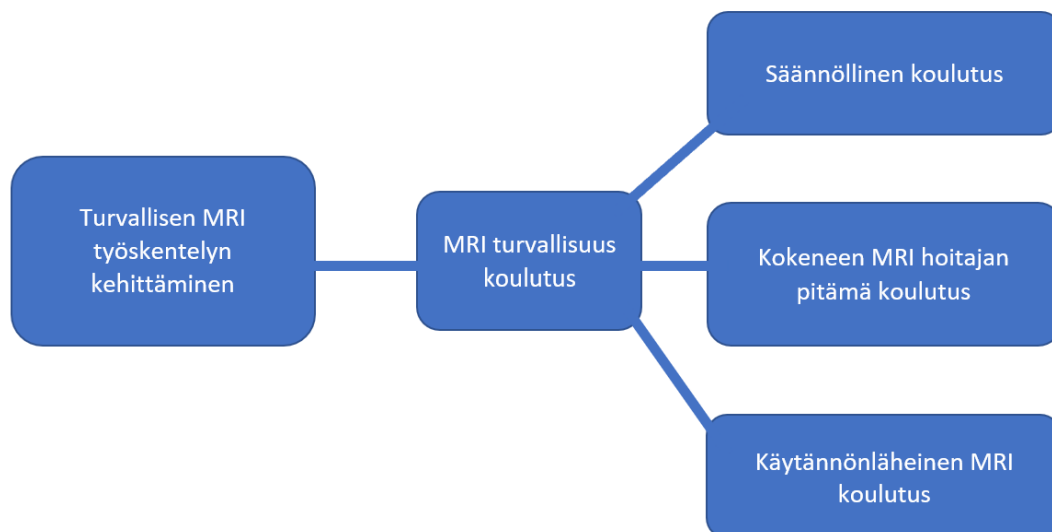 Turvallisen MRI
työskentelyn
kehittäminen
MRI turvallisuus
koulutus
Säännöllinen koulutus
Kokeneen MRI hoitajan
pitämä koulutus
Käytännönläheinen MRI
koulutus